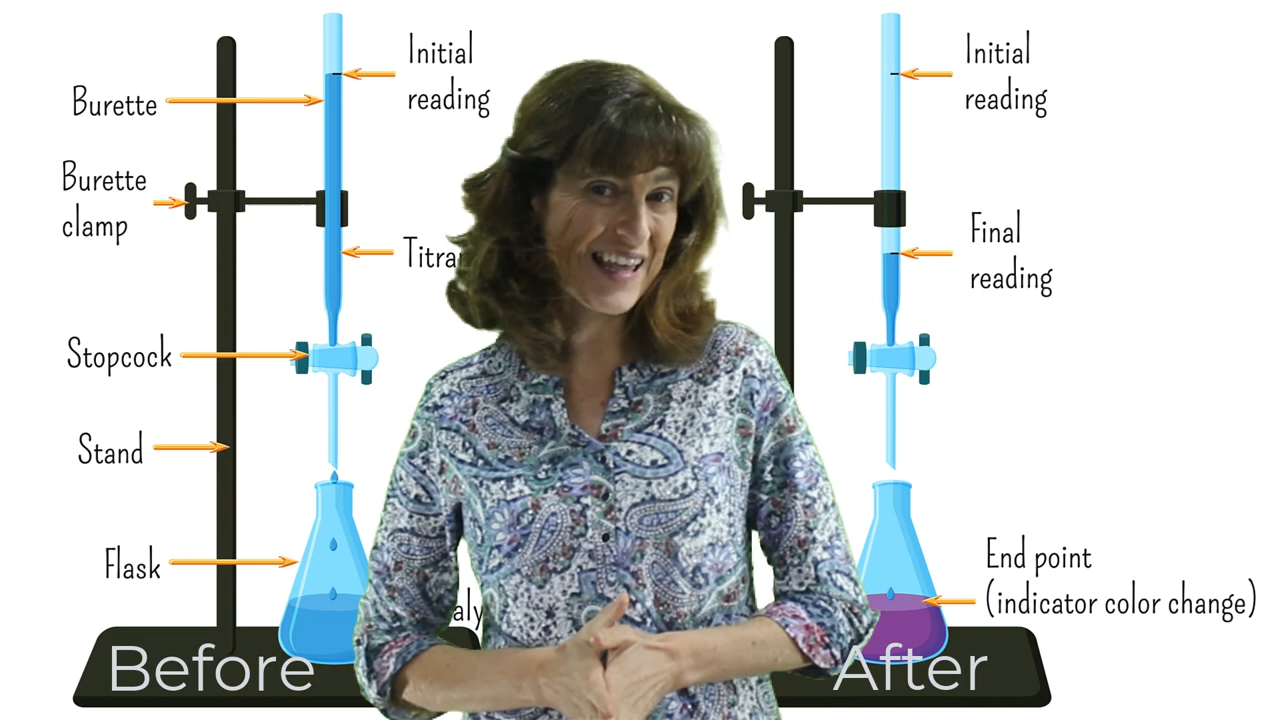 Initial
reading
Burette
Burette
clamp
Stopcock
Stand
Flask
Before
Initial
reading
Final
reading
End point
(indicator color change)
After